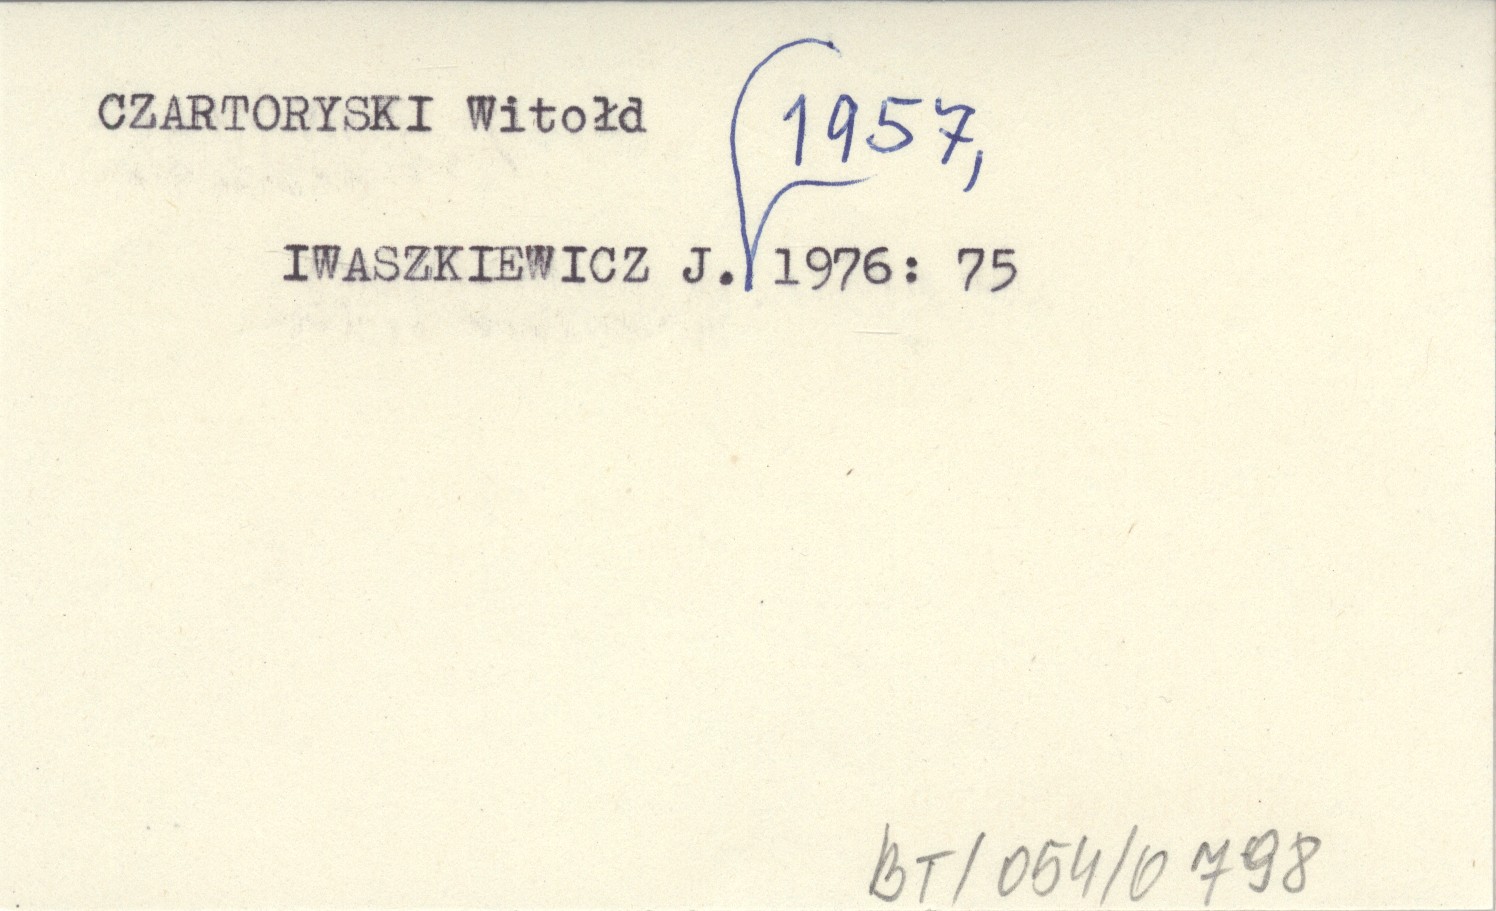 CZARTORYSKI Witołd
1957,
IWASZKIEWICZ J. 1976: 75
BT/054/0798